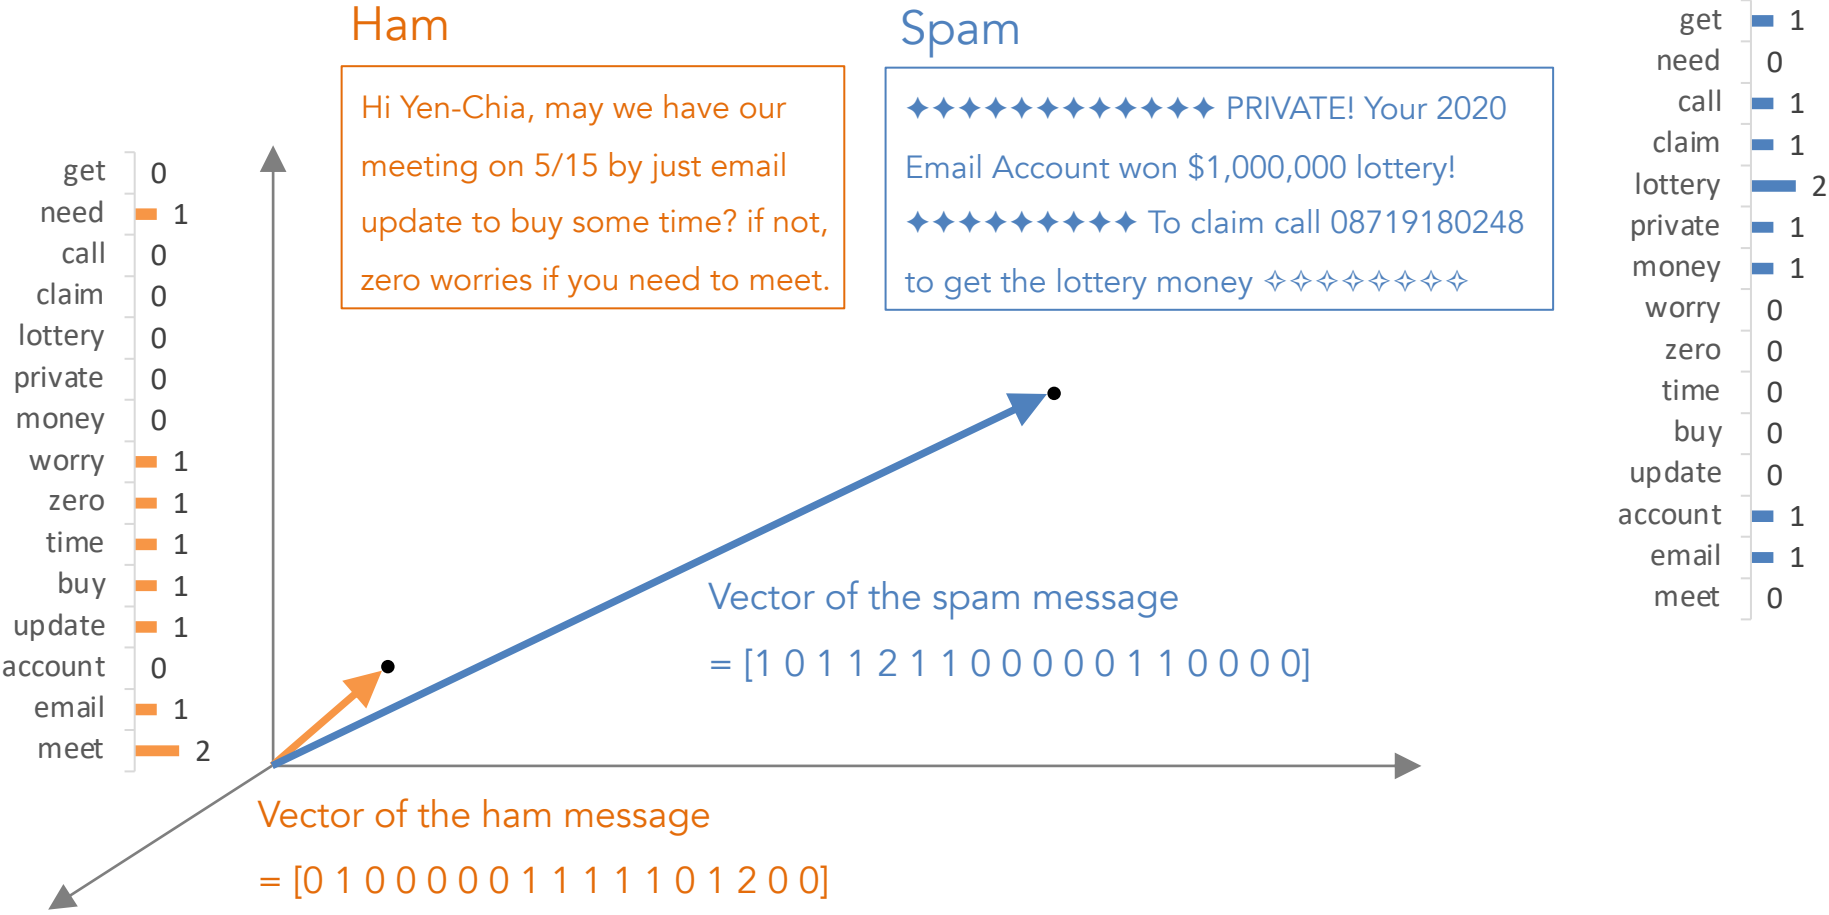 Ham
Hi Yen-Chia, may we have our
meeting on 5/15 by just email
update to buy some time? if not,
zero worries if you need to meet.
Spam
✦✦✦✦✦✦✦✦✦✦✦✦ PRIVATE! Your 2020
Email Account won $1,000,000 lottery!
✦✦✦✦✦✦✦✦✦ To claim call 08719180248
to get the lottery money ✧✧✧✧✧✧✧✧
get 0
need 1
call 0
claim 0
lottery 0
private 0
money 0
worry 1
zero 1
time 1
buy 1
update 1
account 0
email 1
meet 2
get 1
need 0
call 1
claim 1
lottery 2
private 1
money 1
worry 0
zero 0
time 0
buy 0
update 0
account 1
email 1
meet 0
Vector of the spam message
= [1 0 1 1 2 1 1 0 0 0 0 0 1 1 0 0 0 0]
Vector of the ham message
= [0 1 0 0 0 0 0 1 1 1 1 1 0 1 2 0 0]